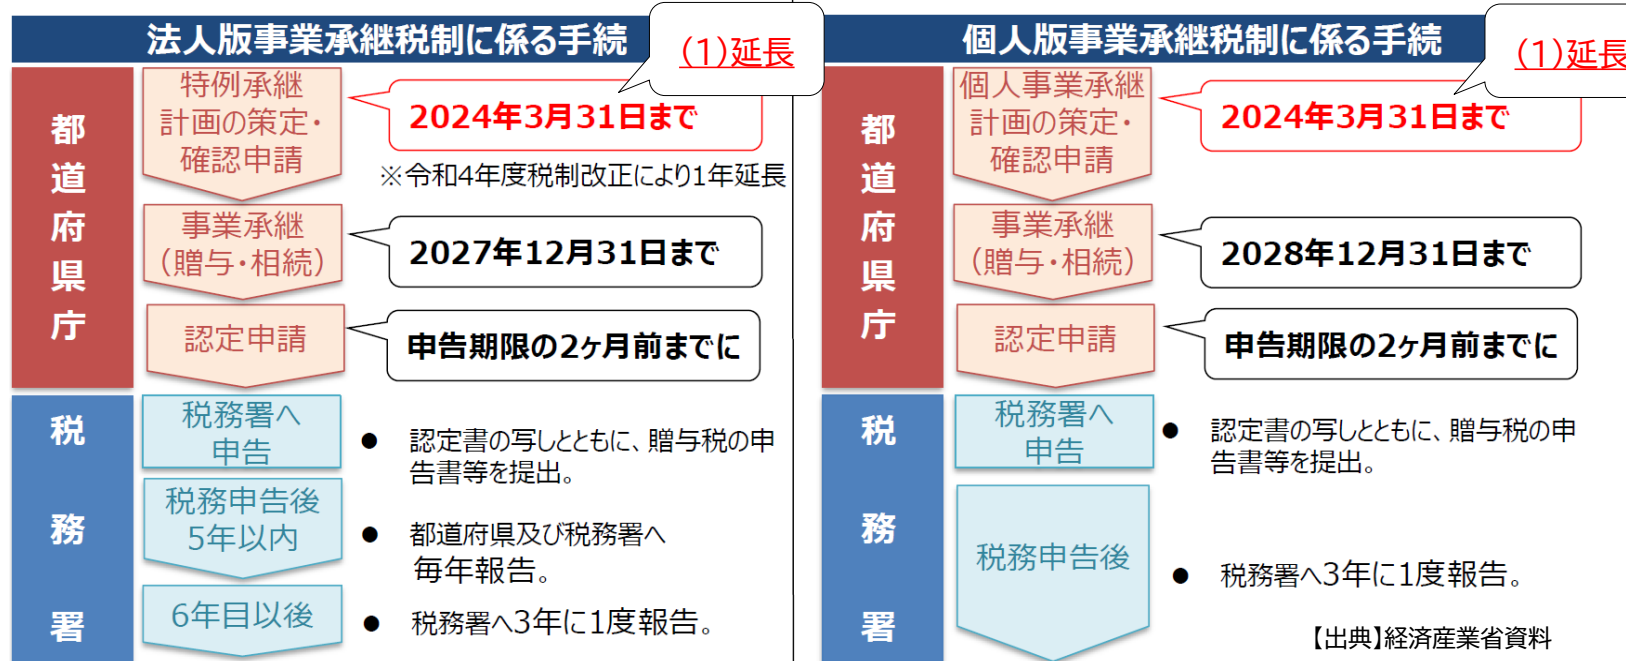 法人版事業承継税制に係る手続
(1)延長
都道府県庁
特例承継
計画の策定・
確認申請
2024年3月31日まで
※令和4年度税制改正により1年延長
事業承継
(贈与・相続)
2027年12月31日まで
認定申請
申告期限の2ヶ月前までに
税務署
税務署へ
申告
● 認定書の写しとともに、贈与税の申
告書等を提出。
税務申告後
5年以内
● 都道府県及び税務署へ
毎年報告。
6年目以後
● 税務署へ3年に1度報告。
個人版事業承継税制に係る手続
(1)延長
都道府県庁
個人事業承継
計画の策定・
確認申請
2024年3月31日まで
事業承継
(贈与・相続)
2028年12月31日まで
認定申請
申告期限の2ヶ月前までに
税務署
税務署へ
申告
● 認定書の写しとともに、贈与税の申
告書等を提出。
税務申告後
● 税務署へ3年に1度報告。
【出典】経済産業省資料